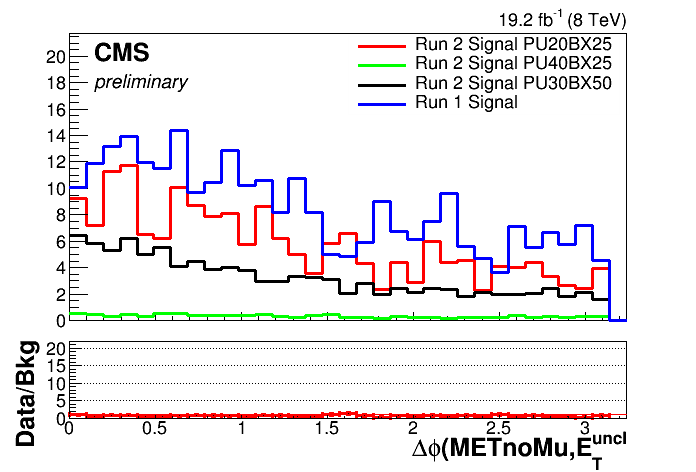 19.2 fb-1 (8 TeV)
CMS
preliminary
Run 2 Signal PU20BX25
Run 2 Signal PU40BX25
Run 2 Signal PU30BX50
Run 1 Signal
20
18
16
14
12
10
8
6
4
2
0
Data/Bkg
20
15
10
5
0
0 0.5 1 1.5 2 2.5 3
Δϕ(METnoMu,E_T^uncl